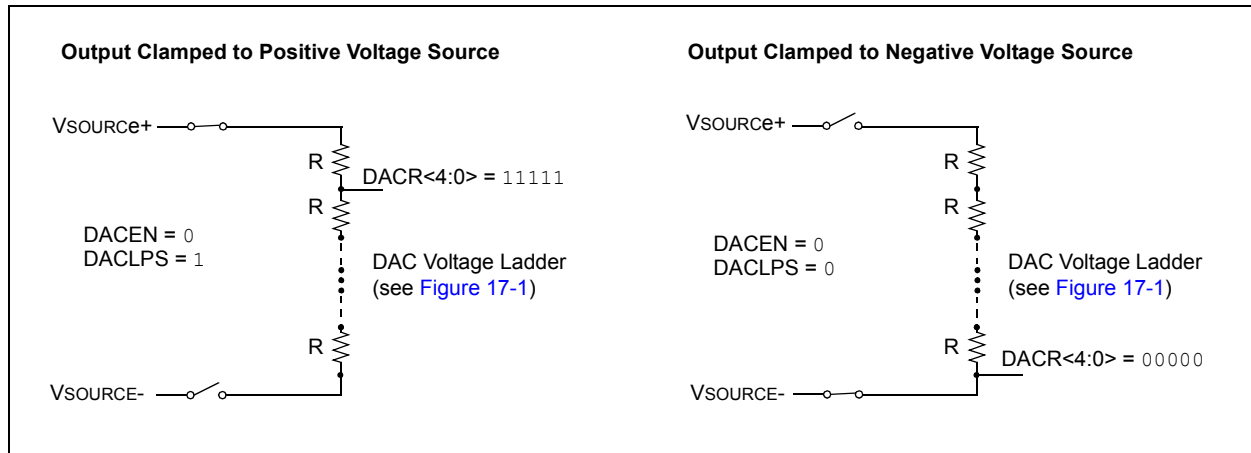 Output Clamped to Positive Voltage Source
VSOURCe+
R
DACR<4:0> = 11111
R
DACEN = 0
DACLPS = 1
DAC Voltage Ladder
(see Figure 17-1)
R
VSOURCE-
Output Clamped to Negative Voltage Source
VSOURCe+
R
R
DACEN = 0
DACLPS = 0
DAC Voltage Ladder
(see Figure 17-1)
R
DACR<4:0> = 00000
VSOURCE-